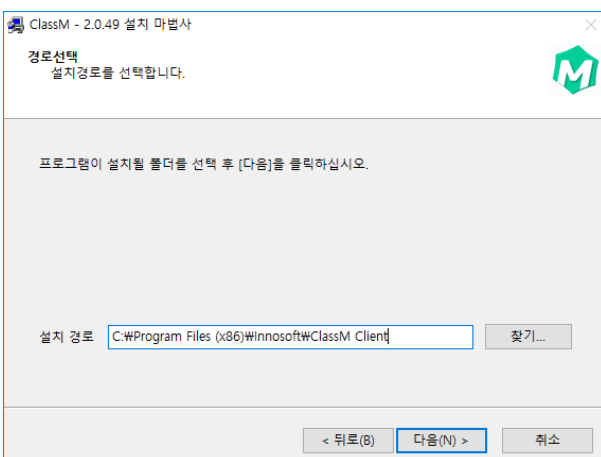 ClassM - 2.0.49 설치 마법사
경로선택
설치경로를 선택합니다.
M
프로그램이 설치될 폴더를 선택 후 [다음]을 클릭하십시오.
설치 경로 C:₩Program Files (x86)₩Innosoft₩ClassM Client 찾기...
< 뒤로(B) 다음(N) > 취소